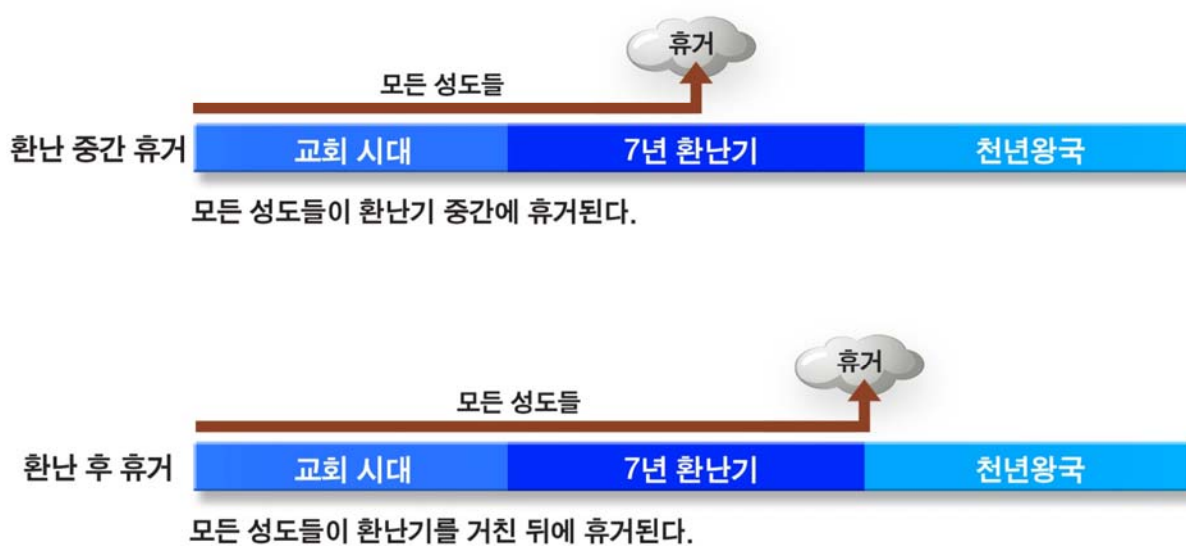 휴거
모든 성도들
환난 중간 휴거 교회 시대 7년 환난기 천년왕국
모든 성도들이 환난기 중간에 휴거된다.
휴거
모든 성도들
환난 후 휴거 교회 시대 7년 환난기 천년왕국
모든 성도들이 환난기를 거친 뒤에 휴거된다.